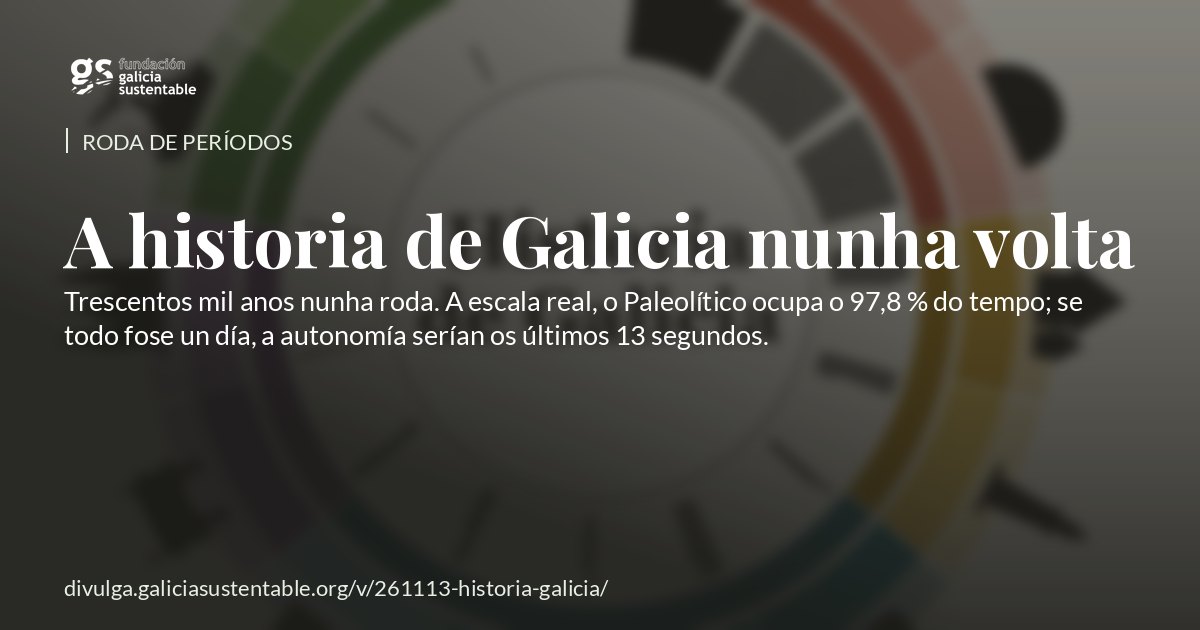 gs fundación
galicia
sustentable
RODA DE PERÍODOS
A historia de Galicia nunha volta
Trescentos mil anos nunha roda. A escala real, o Paleolítico ocupa o 97,8 % do tempo; se
todo fose un día, a autonomía serían os últimos 13 segundos.
divulga.galiciasustentable.org/v/261113-historia-galicia/